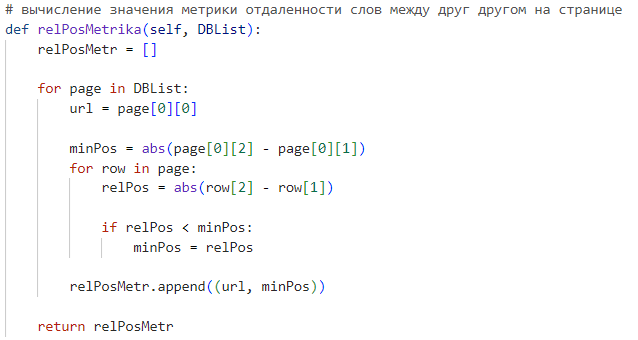 # вычисление значения метрики отдаленности слов между друг другом на странице
def relPosMetrika(self, DBList):
    relPosMetr = []

    for page in DBList:
        url = page[0][0]

        minPos = abs(page[0][2] - page[0][1])
        for row in page:
            relPos = abs(row[2] - row[1])

            if relPos < minPos:
                minPos = relPos

        relPosMetr.append((url, minPos))

    return relPosMetr